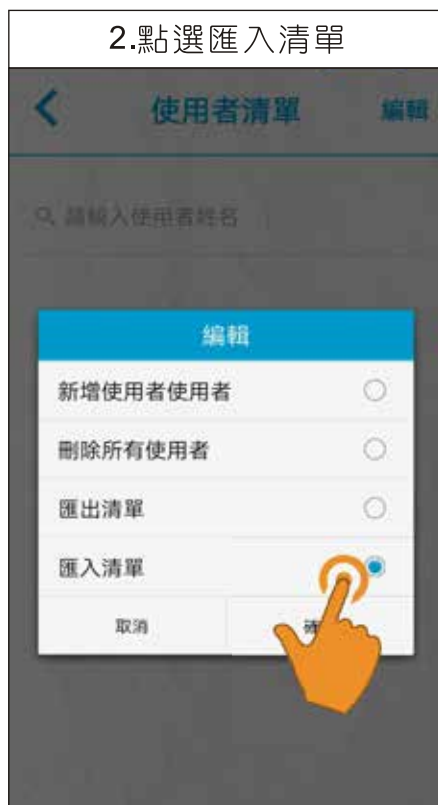 2.點選匯入清單
使用者清單 編輯
請輸入使用者姓名
編輯
新增使用者使用者
刪除所有使用者
匯出清單
匯入清單
取消